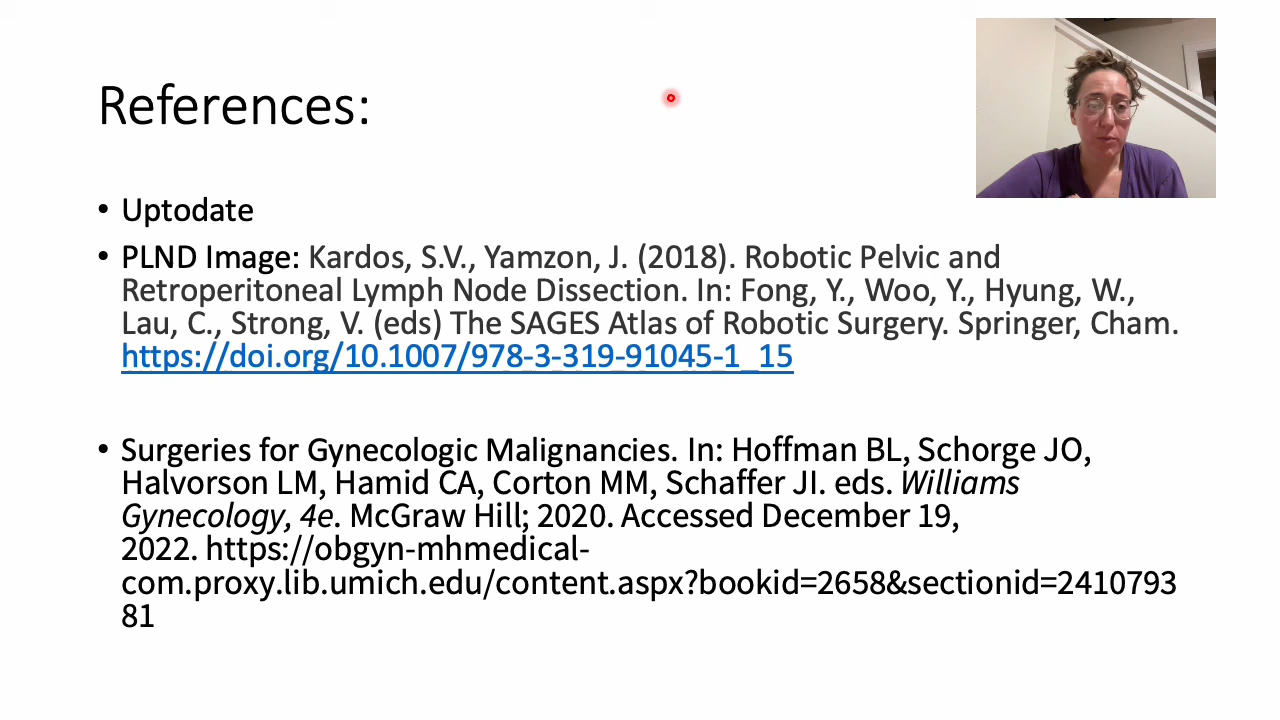 References:
• Uptodate
• PLND Image: Kardos, S.V., Yamzon, J. (2018). Robotic Pelvic and
Retroperitoneal Lymph Node Dissection. In: Fong, Y., Woo, Y., Hyung, W.,
Lau, C., Strong, V. (eds) The SAGES Atlas of Robotic Surgery. Springer, Cham.
https://doi.org/10.1007/978-3-319-91045-1_15
• Surgeries for Gynecologic Malignancies. In: Hoffman BL, Schorge JO,
Halvorson LM, Hamid CA, Corton MM, Schaffer JI. eds. Williams
Gynecology, 4e. McGraw Hill; 2020. Accessed December 19,
2022. https://obgyn-mhmedical-
com.proxy.lib.umich.edu/content.aspx?bookid=2658&sectionid=2410793
81